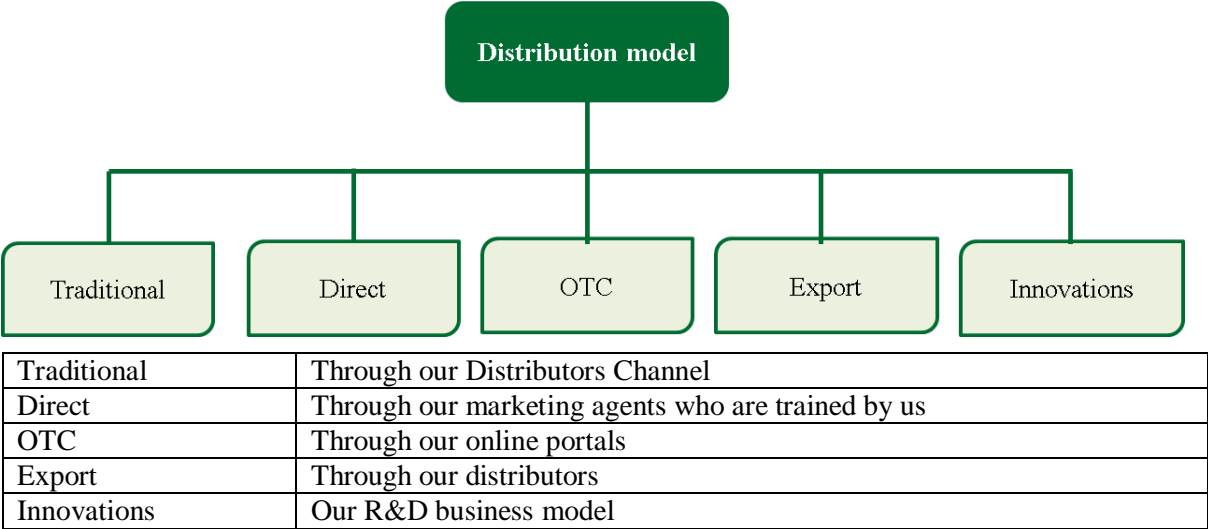 Distribution model
Traditional
Direct
OTC
Export
Innovations
Traditional Through our Distributors Channel
Direct Through our marketing agents who are trained by us
OTC Through our online portals
Export Through our distributors
Innovations Our R&D business model